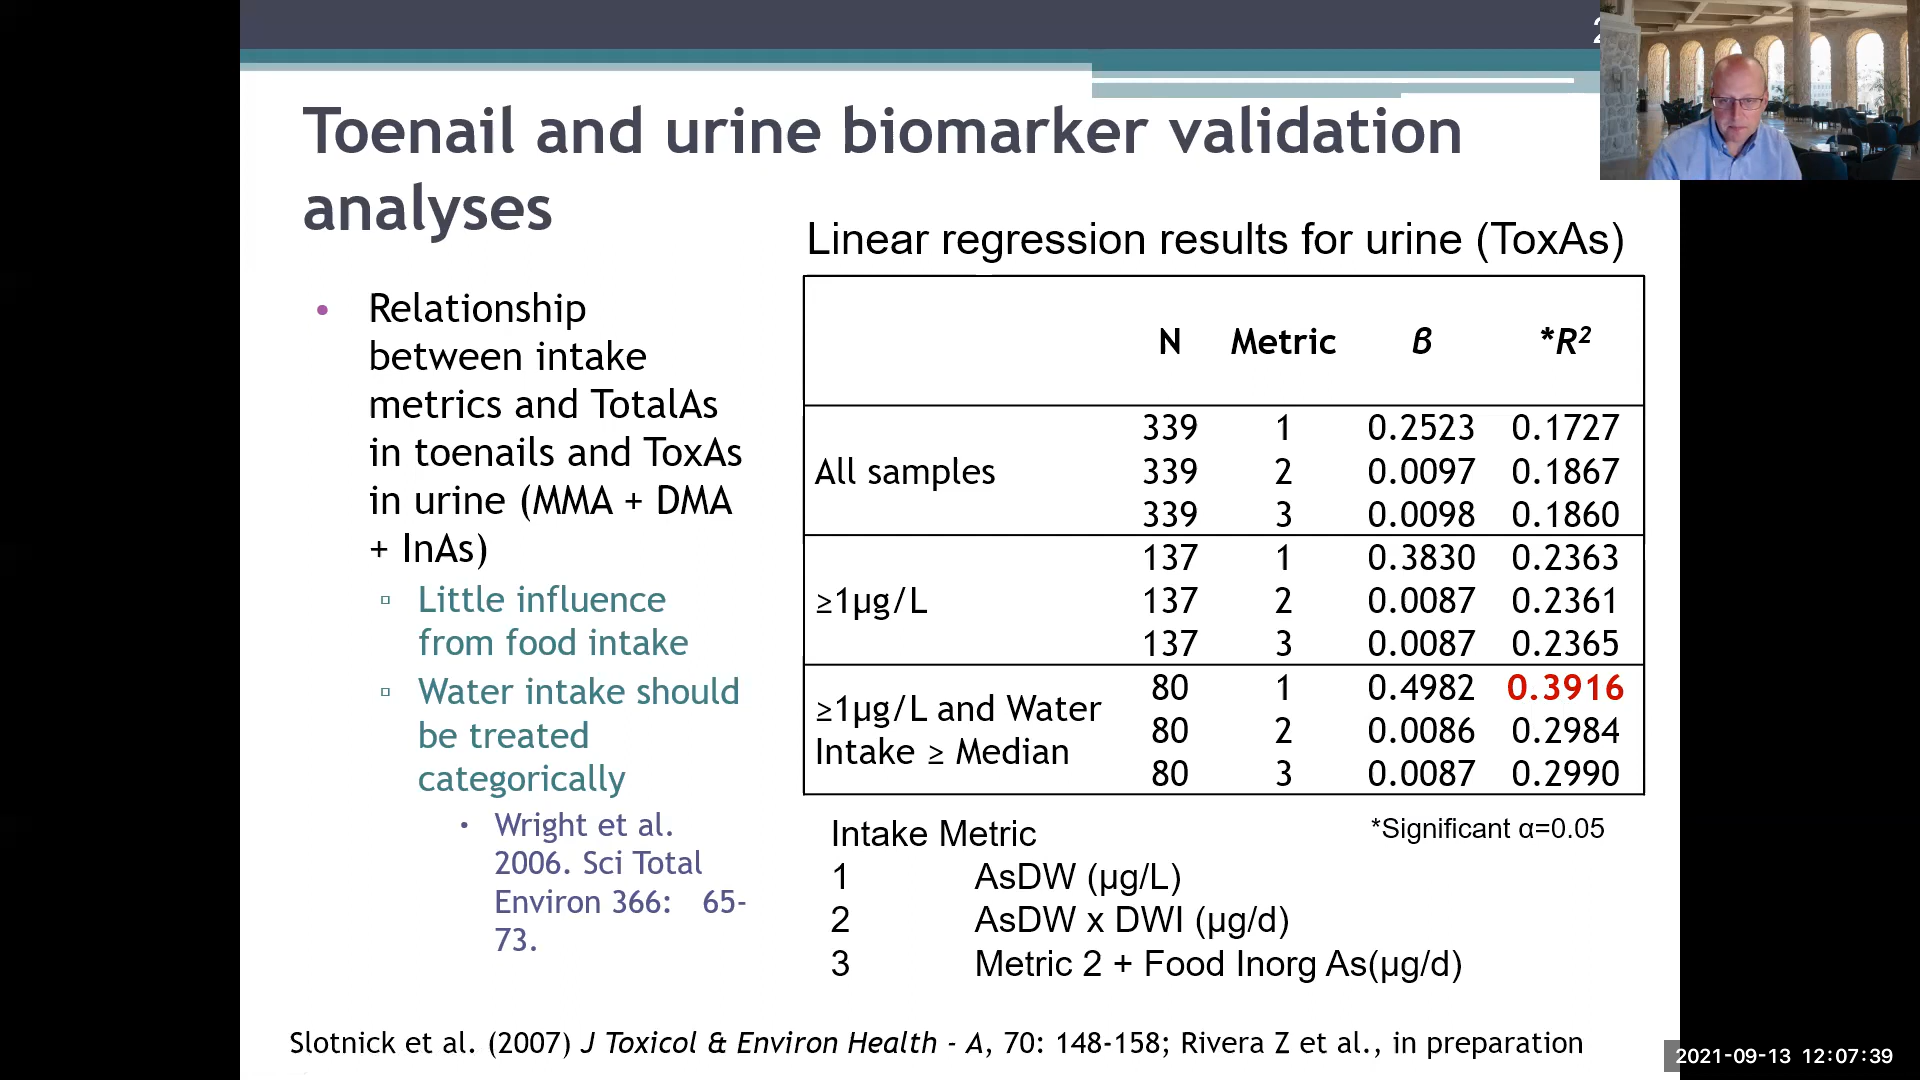 2
Toenail and urine biomarker validation
analyses
• Relationship
between intake
metrics and TotalAs
in toenails and ToxAs
in urine (MMA + DMA
+ InAs)
▫ Little influence
from food intake
▫ Water intake should
be treated
categorically
• Wright et al.
2006. Sci Total
Environ 366: 65-
73.
Linear regression results for urine (ToxAs)
N Metric ß *R²
All samples
339 1 0.2523 0.1727
339 2 0.0097 0.1867
339 3 0.0098 0.1860
≥1µg/L
137 1 0.3830 0.2363
137 2 0.0087 0.2361
137 3 0.0087 0.2365
≥1µg/L and Water
Intake ≥ Median
80 1 0.4982 0.3916
80 2 0.0086 0.2984
80 3 0.0087 0.2990
*Significant α=0.05
Intake Metric
1 AsDW (µg/L)
2 AsDW x DWI (µg/d)
3 Metric 2 + Food Inorg As(µg/d)
Slotnick et al. (2007) J Toxicol & Environ Health - A, 70: 148-158; Rivera Z et al., in preparation
2021-09-13 12:07:39